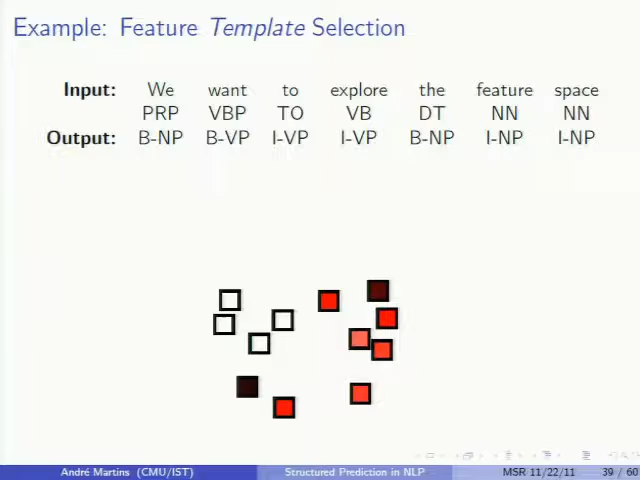 Example: Feature Template Selection
Input: We want to explore the feature space
PRP VBP TO VB DT NN NN
Output: B-NP B-VP I-VP I-VP B-NP I-NP I-NP
André Martins (CMU/IST) Structured Prediction in NLP MSR 11/22/11 39 / 60